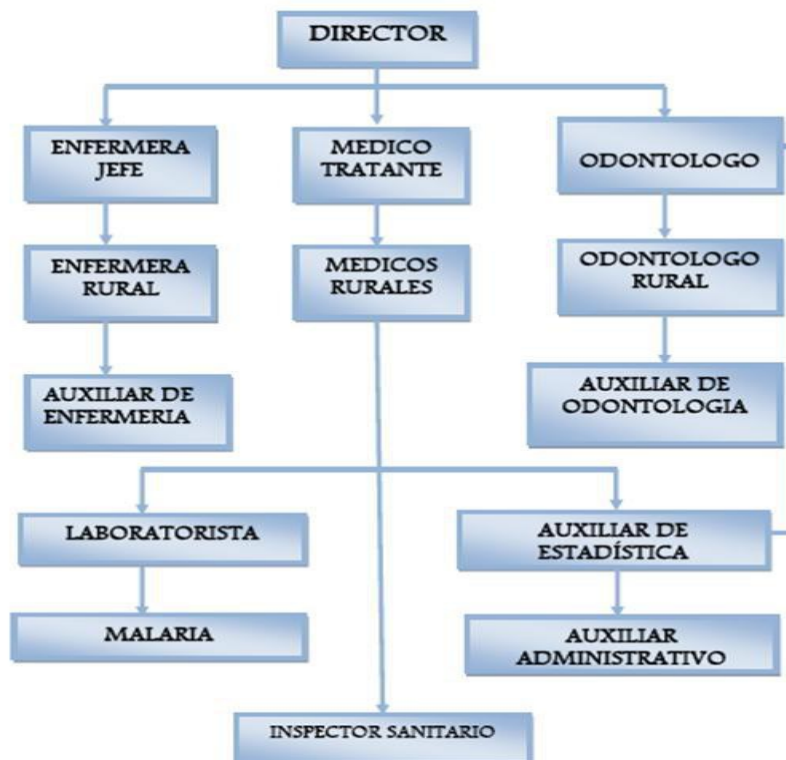 DIRECTOR
ENFERMERA
JEFE
MEDICO
TRATANTE
ODONTOLOGO
ENFERMERA
RURAL
MEDICOS
RURALES
ODONTOLOGO
RURAL
AUXILIAR DE
ENFERMERIA
AUXILIAR DE
ODONTOLOGIA
LABORATORISTA
AUXILIAR DE
ESTADÍSTICA
MALARIA
AUXILIAR
ADMINISTRATIVO
INSPECTOR SANITARIO